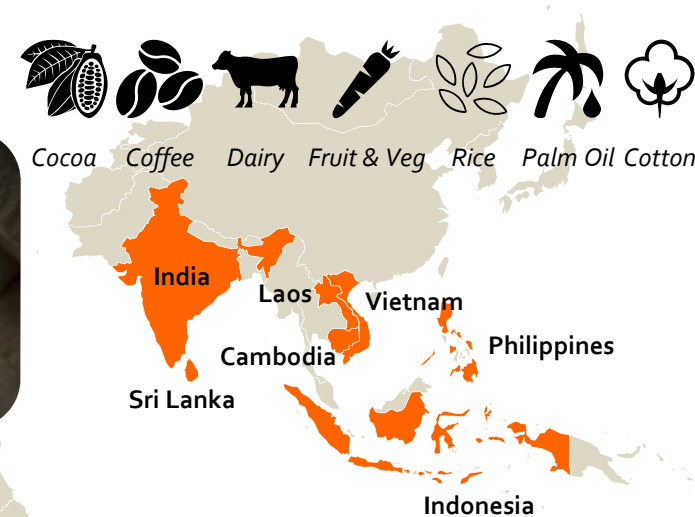 Cocoa Coffee Dairy Fruit & Veg Rice Palm Oil Cotton
India
Laos
Vietnam
Philippines
Cambodia
Sri Lanka
Indonesia